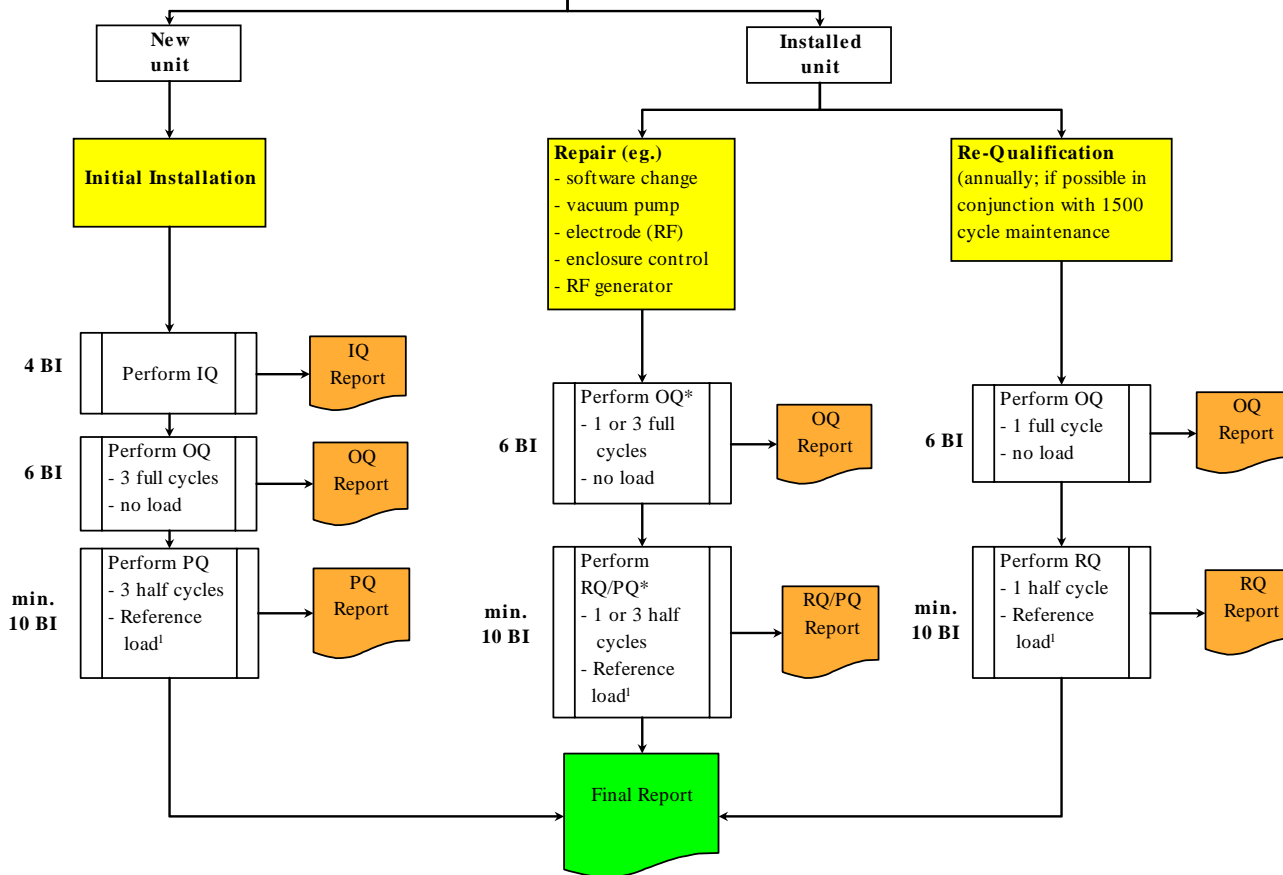 New
unit
Installed
unit
Initial Installation
Repair (eg.)
- software change
- vacuum pump
- electrode (RF)
- enclosure control
- RF generator
Re-Qualification
(annually; if possible in
conjunction with 1500
cycle maintenance
4 BI
Perform IQ
IQ
Report
6 BI
Perform OQ
- 3 full cycles
- no load
OQ
Report
min.
10 BI
Perform PQ
- 3 half cycles
- Reference
load¹
PQ
Report
6 BI
Perform OQ*
- 1 or 3 full
cycles
- no load
OQ
Report
min.
10 BI
Perform
RQ/PQ*
- 1 or 3 half
cycles
- Reference
load¹
RQ/PQ
Report
6 BI
Perform OQ
- 1 full cycle
- no load
OQ
Report
min.
10 BI
Perform RQ
- 1 half cycle
- Reference
load¹
RQ
Report
Final Report